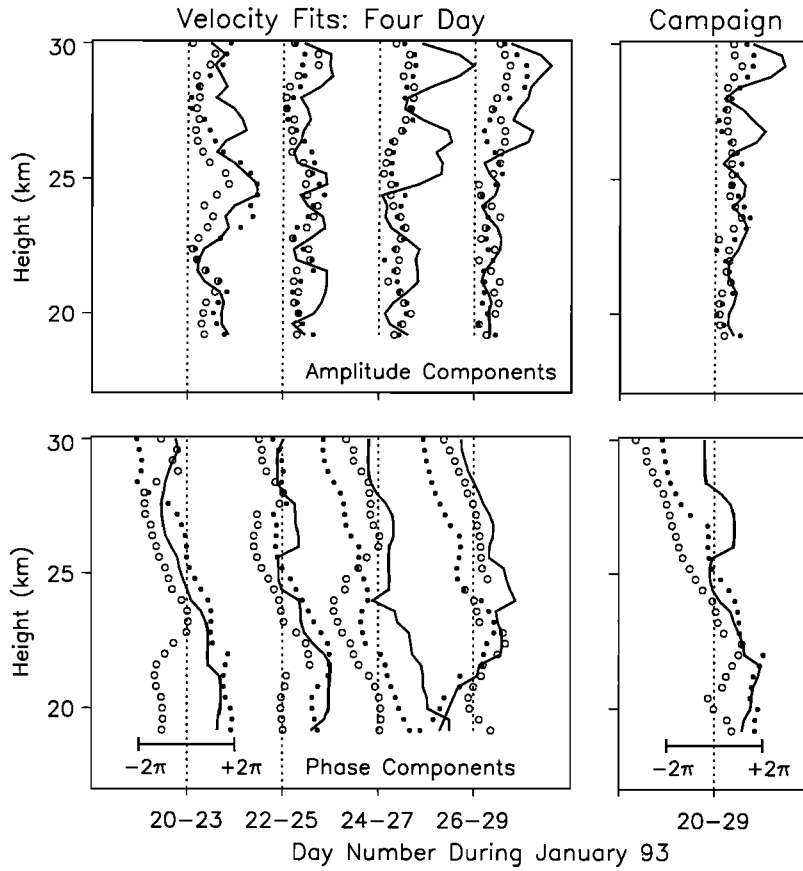 Velocity Fits: Four Day
Campaign
30
25
20
Height (km)
Amplitude Components
30
25
20
Height (km)
−2π +2π
Phase Components
−2π +2π
20−23 22−25 24−27 26−29
20−29
Day Number During January 93